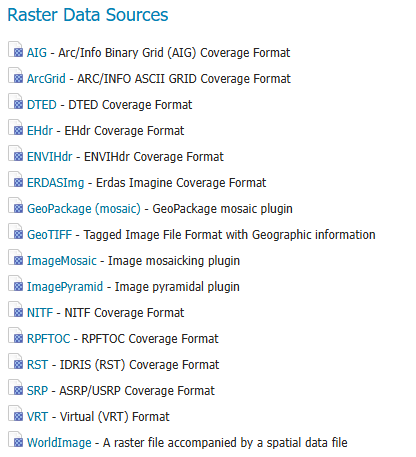 Raster Data Sources
AIG - Arc/Info Binary Grid (AIG) Coverage Format
ArcGrid - ARC/INFO ASCII GRID Coverage Format
DTED - DTED Coverage Format
EHdr - EHdr Coverage Format
ENVIHdr - ENVIHdr Coverage Format
ERDASImg - Erdas Imagine Coverage Format
GeoPackage (mosaic) - GeoPackage mosaic plugin
GeoTIFF - Tagged Image File Format with Geographic information
ImageMosaic - Image mosaicking plugin
ImagePyramid - Image pyramidal plugin
NITF - NITF Coverage Format
RPFTOC - RPFTOC Coverage Format
RST - IDRIS (RST) Coverage Format
SRP - ASRP/USRP Coverage Format
VRT - Virtual (VRT) Format
WorldImage - A raster file accompanied by a spatial data file